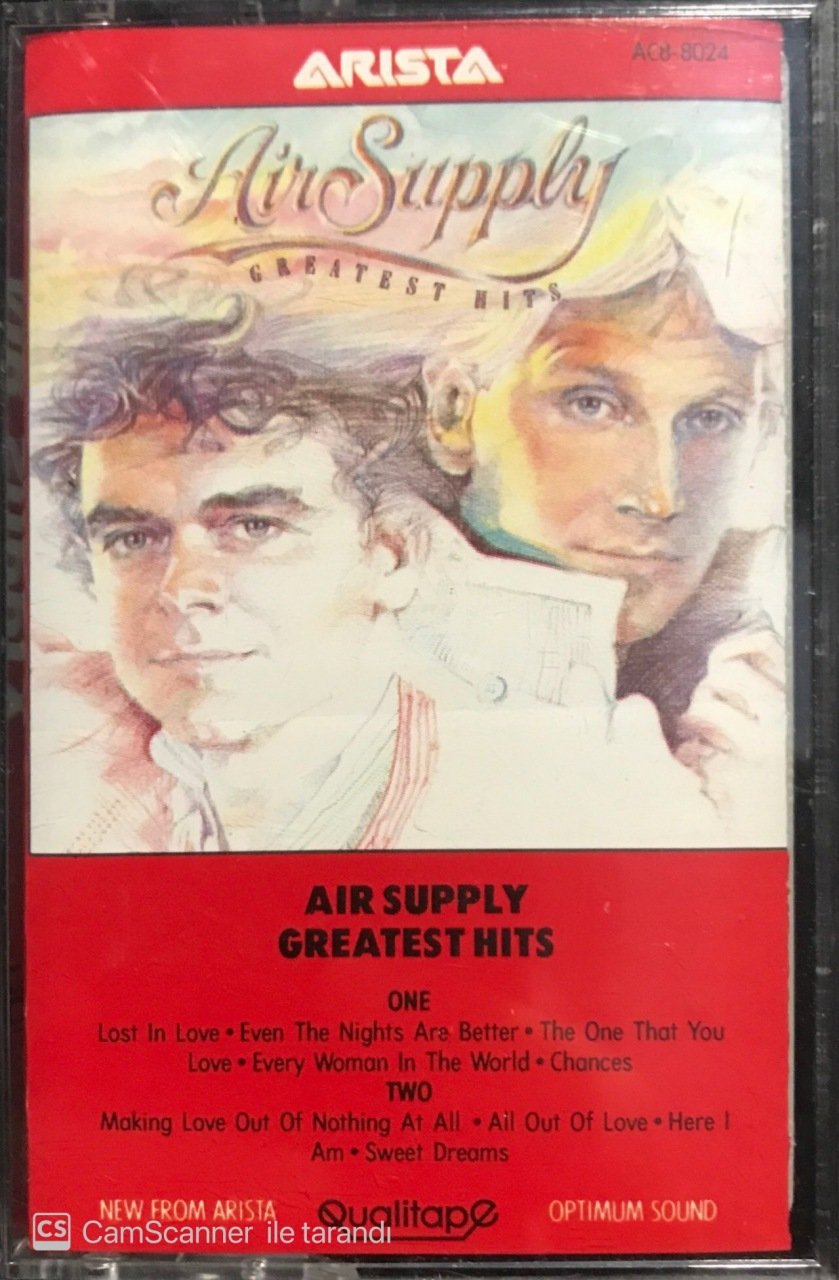 ARISTA
AC8-8024
Air Supply
GREATEST HITS
AIR SUPPLY
GREATEST HITS
ONE
Lost In Love • Even The Nights Are Better • The One That You
Love • Every Woman In The World • Chances
TWO
Making Love Out Of Nothing At All • All Out Of Love • Here I
Am • Sweet Dreams
NEW FROM ARISTA Qualitape OPTIMUM SOUND
CS CamScanner ile tarandı